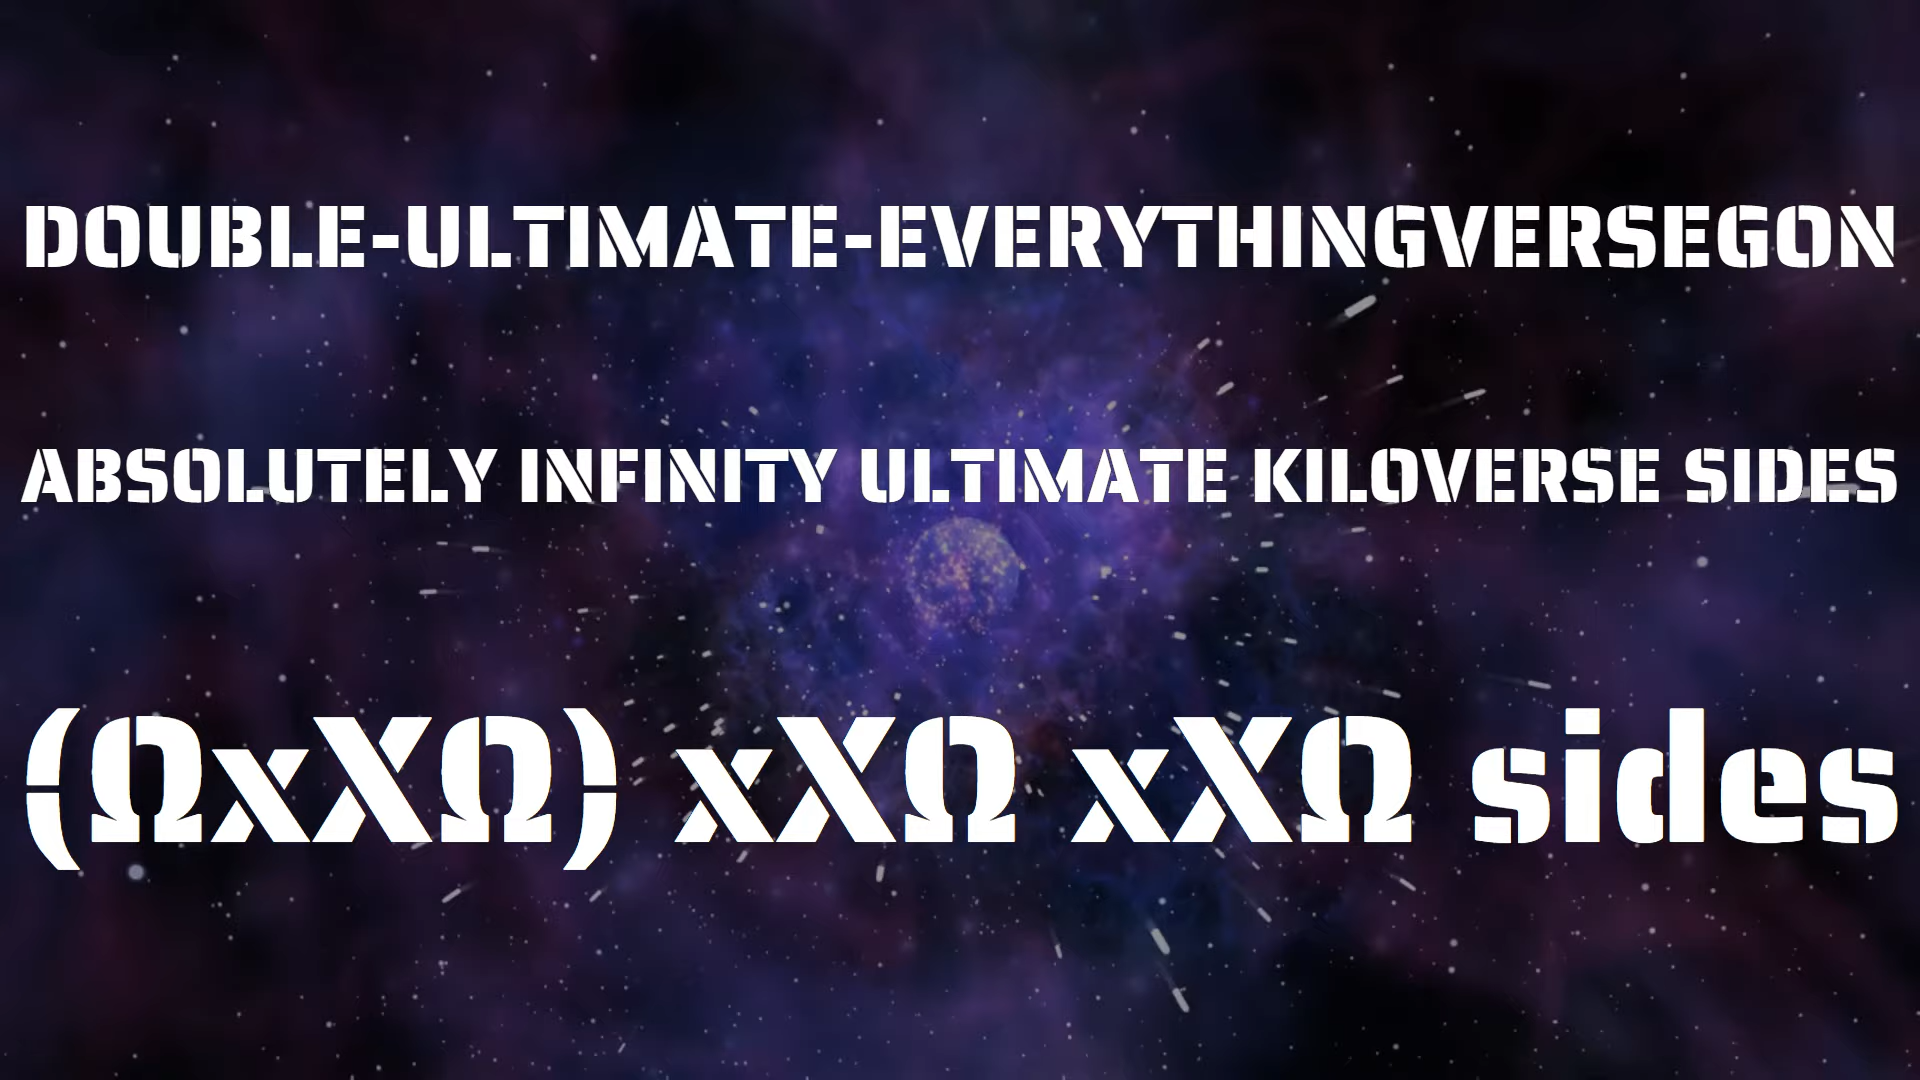 DOUBLE-ULTIMATE-EVERYTHINGVERSEGON
ABSOLUTELY INFINITY ULTIMATE KILOVERSE SIDES
(ΩxXΩ) xXΩ xXΩ sides